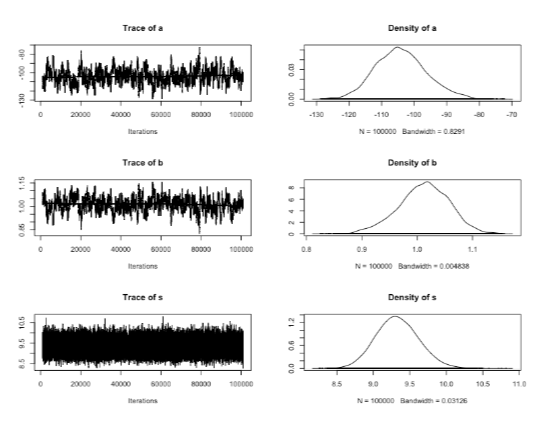 Trace of a
-130 -100 -80
0 20000 40000 60000 80000 100000
Iterations
Density of a
0.00 0.03
-130 -120 -110 -100 -90 -80 -70
N = 100000 Bandwidth = 0.8291
Trace of b
0.85 1.00 1.15
0 20000 40000 60000 80000 100000
Iterations
Density of b
0 2 4 6 8
0.8 0.9 1.0 1.1
N = 100000 Bandwidth = 0.004838
Trace of s
8.5 9.5 10.5
0 20000 40000 60000 80000 100000
Iterations
Density of s
0.0 0.6 1.2
8.5 9.0 9.5 10.0 10.5 11.0
N = 100000 Bandwidth = 0.03126